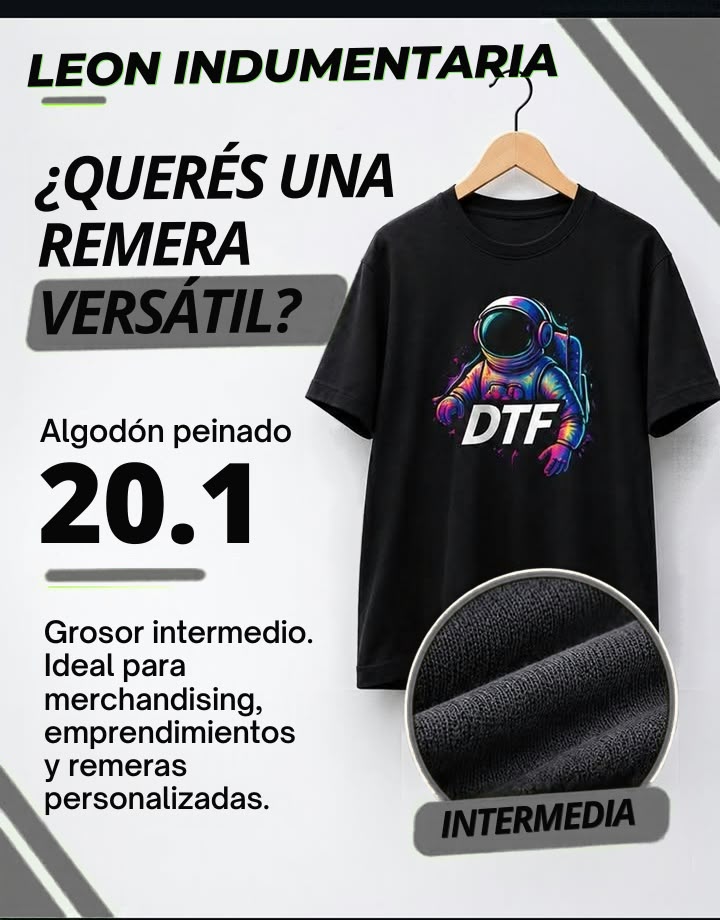 LEON INDUMENTARIA
¿QUERÉS UNA
REMERA
VERSÁTIL?
Algodón peinado
20.1
Grosor intermedio.
Ideal para
merchandising,
emprendimientos
y remeras
personalizadas.
DTF
INTERMEDIA